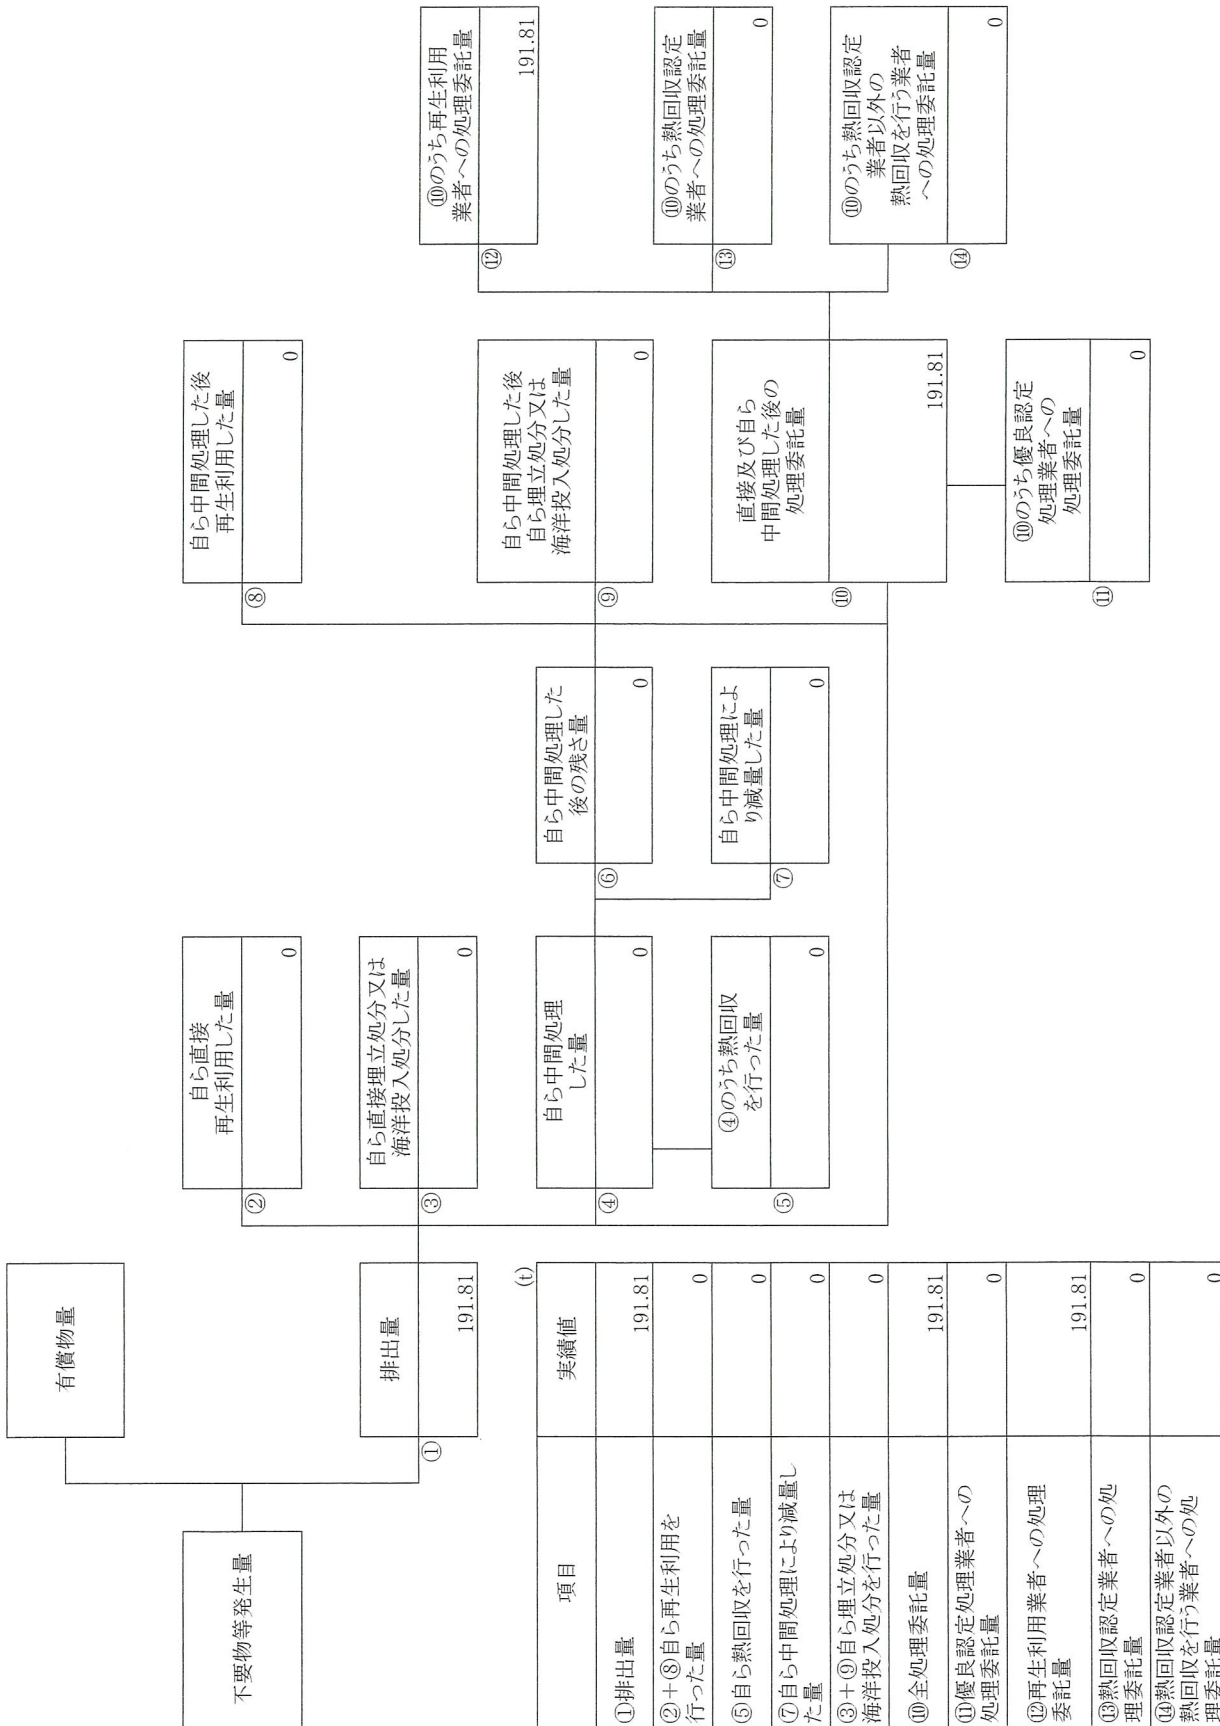 不要物等発生量
有償物量
①
排出量
191.81
②
自ら直接
再生利用した量
0
③
自ら直接埋立処分又は
海洋投入処分した量
0
④
自ら中間処理
した量
0
⑤
④のうち熱回収
を行った量
0
⑥
自ら中間処理した
後の残さ量
0
⑦
自ら中間処理によ
り減量した量
0
⑧
自ら中間処理した後
再生利用した量
0
⑨
自ら中間処理した後
自ら埋立処分又は
海洋投入処分した量
0
⑩
直接及び自ら
中間処理した後の
処理委託量
191.81
⑪
⑩のうち優良認定
処理業者への
処理委託量
0
⑫
⑩のうち再生利用
業者への処理委託量
191.81
⑬
⑩のうち熱回収認定
業者への処理委託量
0
⑭
⑩のうち熱回収認定
業者以外の
熱回収を行う業者
への処理委託量
0
(t)
項目 実績値
①排出量 191.81
②+⑧自ら再生利用を
行った量 0
⑤自ら熱回収を行った量 0
⑦自ら中間処理により減量し
た量 0
③+⑨自ら埋立処分又は
海洋投入処分を行った量 0
⑩全処理委託量 191.81
⑪優良認定処理業者への
処理委託量 0
⑫再生利用業者への処理
委託量 191.81
⑬熱回収認定業者への処
理委託量 0
⑭熱回収認定業者以外の
熱回収を行う業者への処
理委託量 0